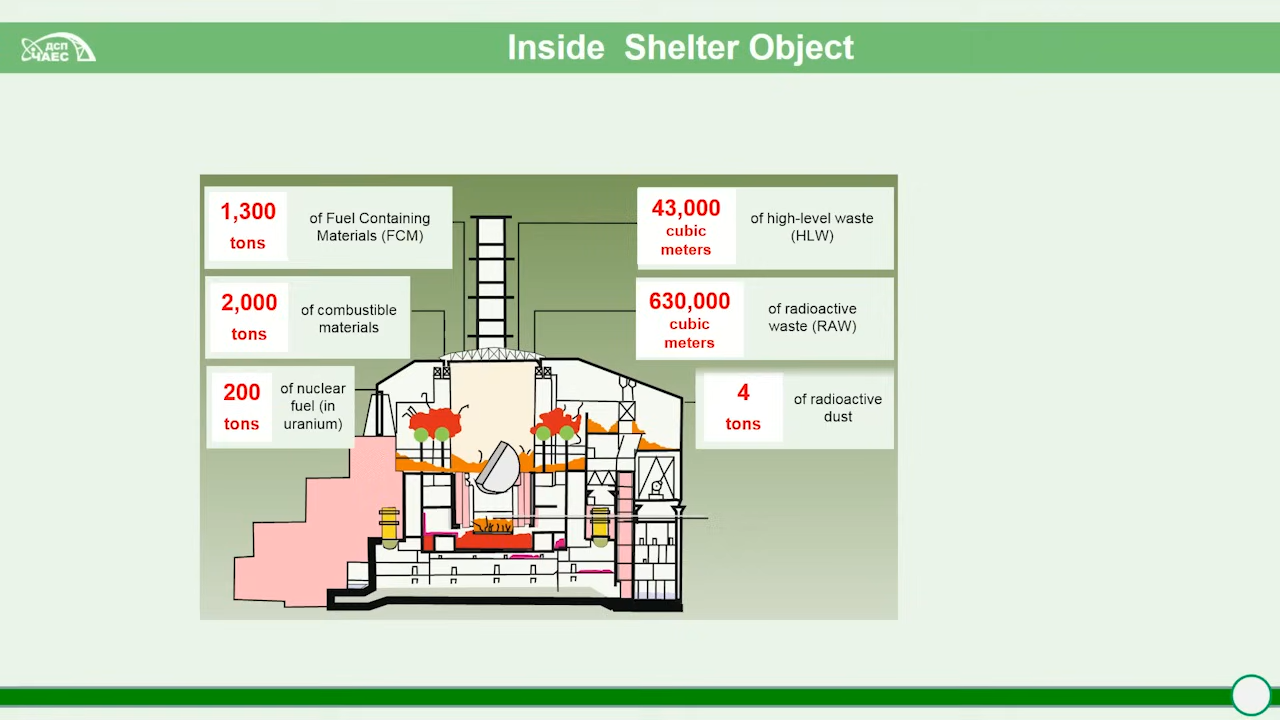 ДСП
ЧАЕС
Inside Shelter Object
1,300
tons
of Fuel Containing
Materials (FCM)
43,000
cubic
meters
of high-level waste
(HLW)
2,000
tons
of combustible
materials
630,000
cubic
meters
of radioactive
waste (RAW)
200
tons
of nuclear
fuel (in
uranium)
4
tons
of radioactive
dust